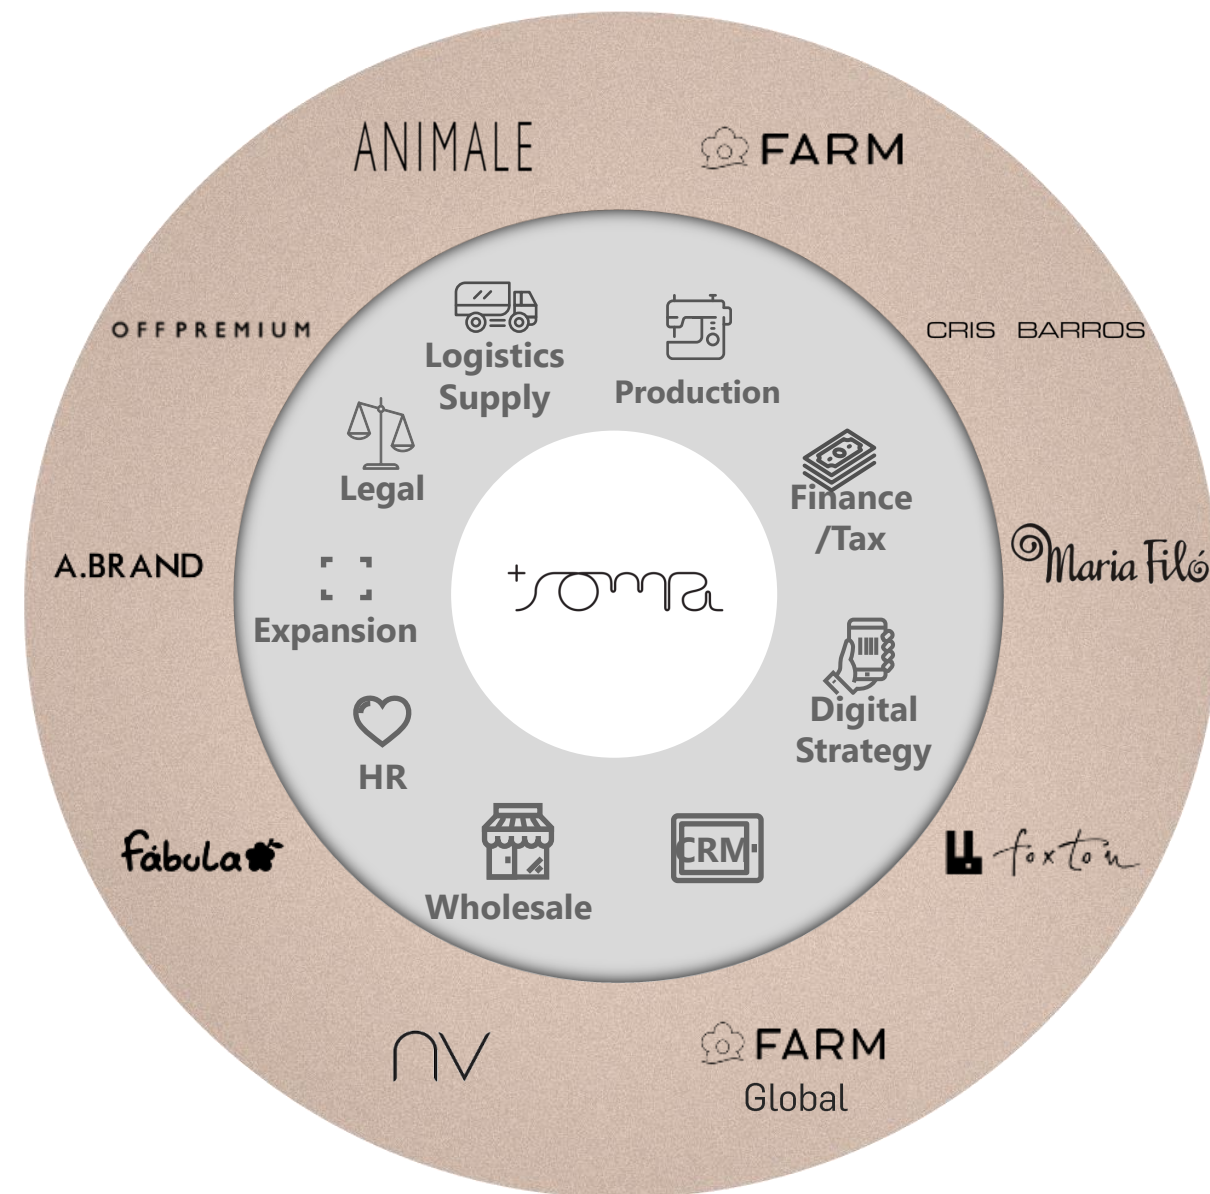 ANIMALE
FARM
OFFPREMIUM
CRIS BARROS
Logistics
Supply
Production
Legal
Finance
/Tax
A.BRAND
Maria Filó
+soma
Expansion
Digital
Strategy
HR
fábula
foxton
CRM
Wholesale
NV
FARM
Global